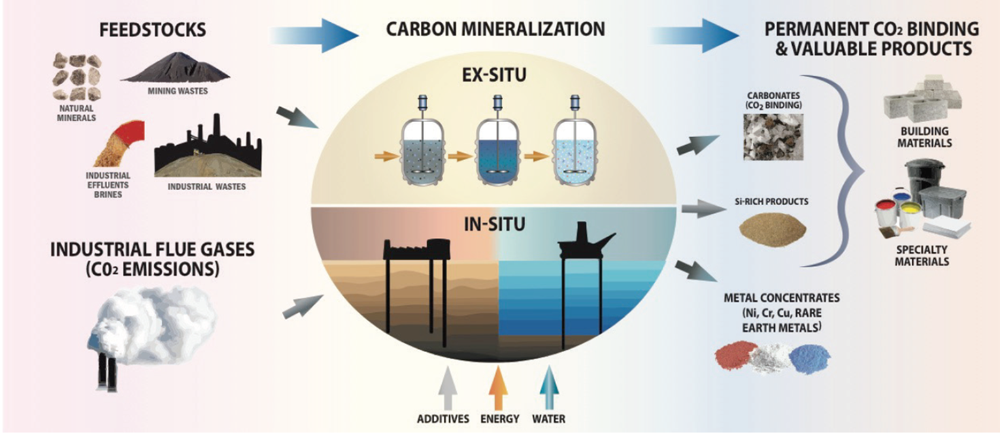 FEEDSTOCKS
NATURAL
MINERALS
MINING WASTES
INDUSTRIAL
EFFLUENTS
BRINES
INDUSTRIAL WASTES
INDUSTRIAL FLUE GASES
(C02 EMISSIONS)
CARBON MINERALIZATION
EX-SITU
IN-SITU
ADDITIVES
ENERGY
WATER
PERMANENT CO2 BINDING
& VALUABLE PRODUCTS
CARBONATES
(CO2 BINDING)
Si-RICH PRODUCTS
METAL CONCENTRATES
(Ni, Cr, Cu, RARE
EARTH METALS)
BUILDING
MATERIALS
SPECIALTY
MATERIALS